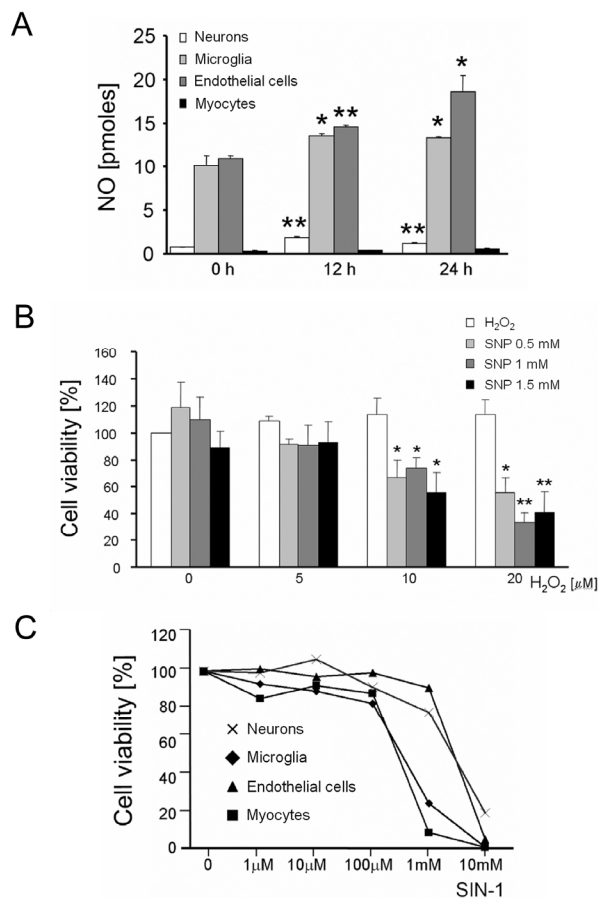 A
Neurons
Microglia
Endothelial cells
Myocytes
NO [pmoles]
25
20
15
10
5
0
* ** *
* **
** **
0 h 12 h 24 h
B
H₂O₂
SNP 0.5 mM
SNP 1 mM
SNP 1.5 mM
Cell viability [%]
160
140
120
100
80
60
40
20
0
* * * * ** **
0 5 10 20 H₂O₂ [μM]
C
Cell viability [%]
120
100
80
60
40
20
0
Neurons
Microglia
Endothelial cells
Myocytes
0 1μM 10μM 100μM 1mM 10mM
SIN-1